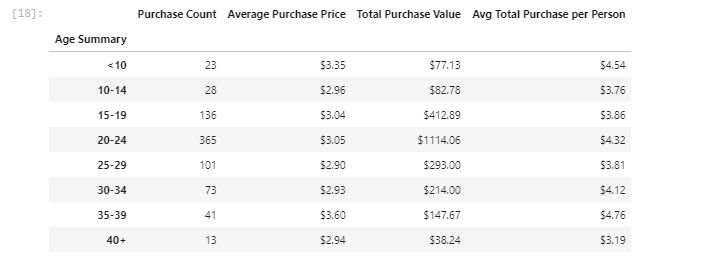 [18]:
Purchase Count Average Purchase Price Total Purchase Value Avg Total Purchase per Person
Age Summary
<10 23 $3.35 $77.13 $4.54
10-14 28 $2.96 $82.78 $3.76
15-19 136 $3.04 $412.89 $3.86
20-24 365 $3.05 $1114.06 $4.32
25-29 101 $2.90 $293.00 $3.81
30-34 73 $2.93 $214.00 $4.12
35-39 41 $3.60 $147.67 $4.76
40+ 13 $2.94 $38.24 $3.19